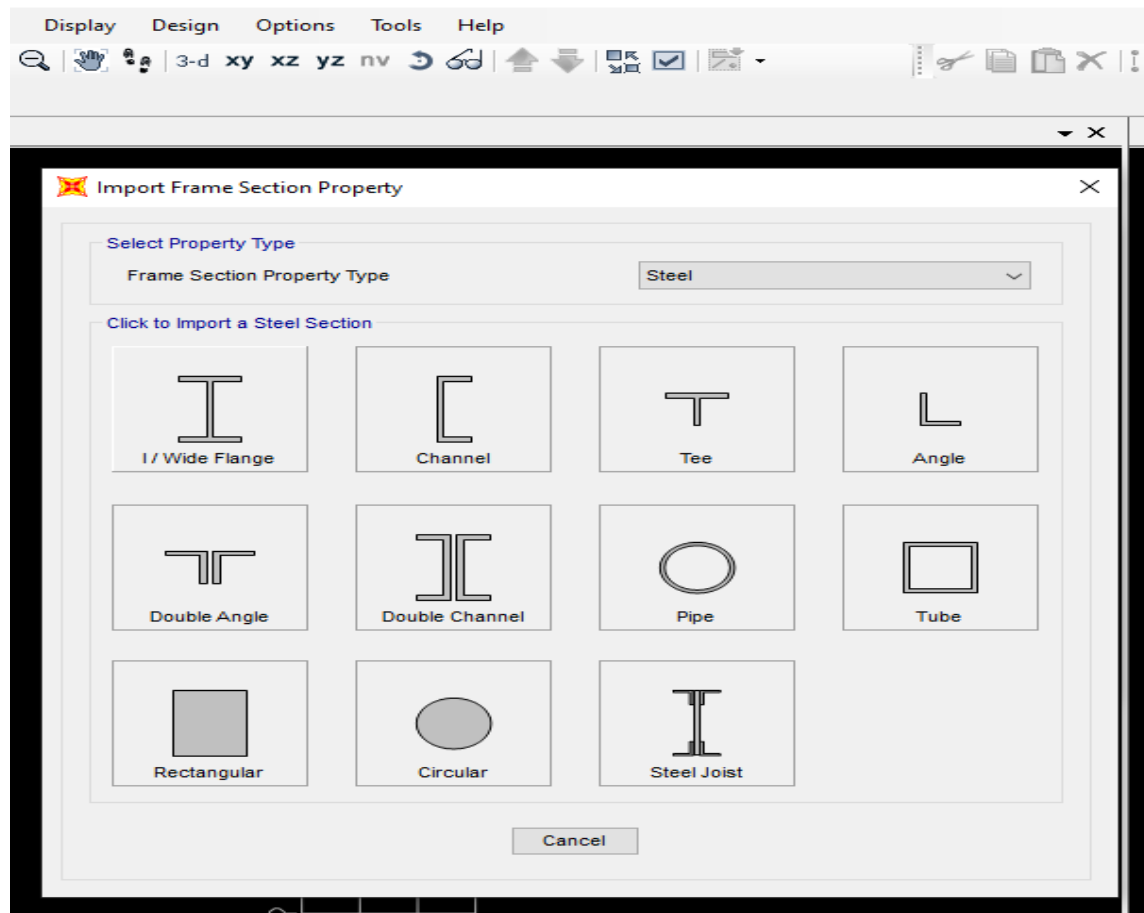 Display Design Options Tools Help
3-d xy xz yz nv
Import Frame Section Property
Select Property Type
Frame Section Property Type Steel
Click to Import a Steel Section
I / Wide Flange Channel Tee Angle
Double Angle Double Channel Pipe Tube
Rectangular Circular Steel Joist
Cancel